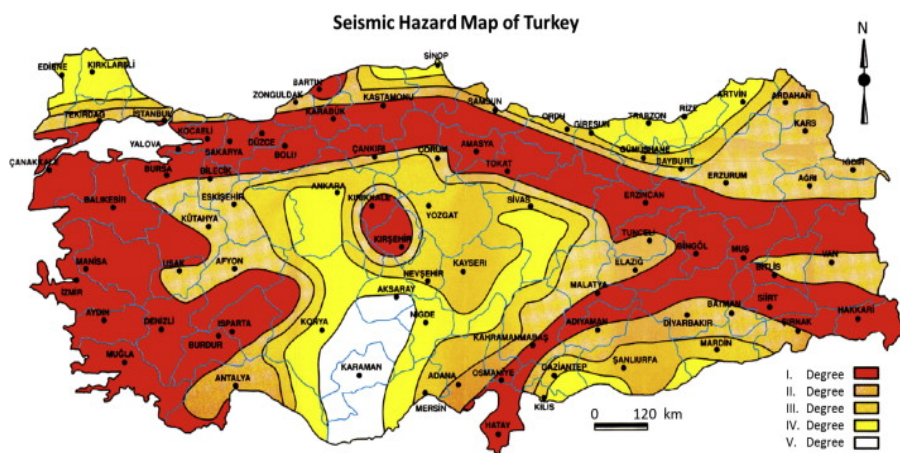 Seismic Hazard Map of Turkey
N
SİNOP
EDİRNE
KIRKLARELİ
BARTIN
ZONGULDAK
KASTAMONU
SAMSUN
ARTVİN
ARDAHAN
TEKİRDAĞ
İSTANBUL
KARABÜK
ORDU
GİRESUN
TRABZON
RİZE
KARS
KOCAELİ
YALOVA
SAKARYA
DÜZCE
BOLU
ÇANKIRI
ÇORUM
AMASYA
TOKAT
GÜMÜŞHANE
BAYBURT
IĞDIR
ÇANAKKALE
BURSA
BİLECİK
ERZURUM
AĞRI
BALIKESİR
ESKİŞEHİR
ANKARA
KIRIKKALE
YOZGAT
SİVAS
ERZİNCAN
KÜTAHYA
KIRŞEHİR
TUNCELİ
BİNGÖL
MUŞ
MANİSA
UŞAK
AFYON
NEVŞEHİR
KAYSERİ
ELAZIĞ
BİTLİS
VAN
İZMİR
AKSARAY
MALATYA
AYDIN
DENİZLİ
ISPARTA
BURDUR
KONYA
NİĞDE
KAHRAMANMARAŞ
ADIYAMAN
DİYARBAKIR
BATMAN
SİİRT
ŞIRNAK
HAKKARİ
MUĞLA
ANTALYA
KARAMAN
ADANA
OSMANİYE
GAZİANTEP
ŞANLIURFA
MARDİN
MERSİN
KİLİS
HATAY
0 120 km
I. Degree
II. Degree
III. Degree
IV. Degree
V. Degree